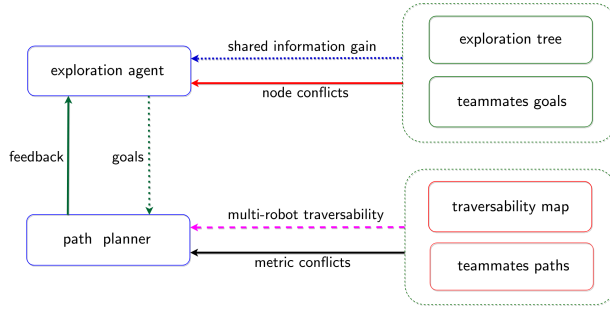 shared information gain
exploration tree
exploration agent
node conflicts
teammates goals
feedback
goals
multi-robot traversability
traversability map
path planner
metric conflicts
teammates paths